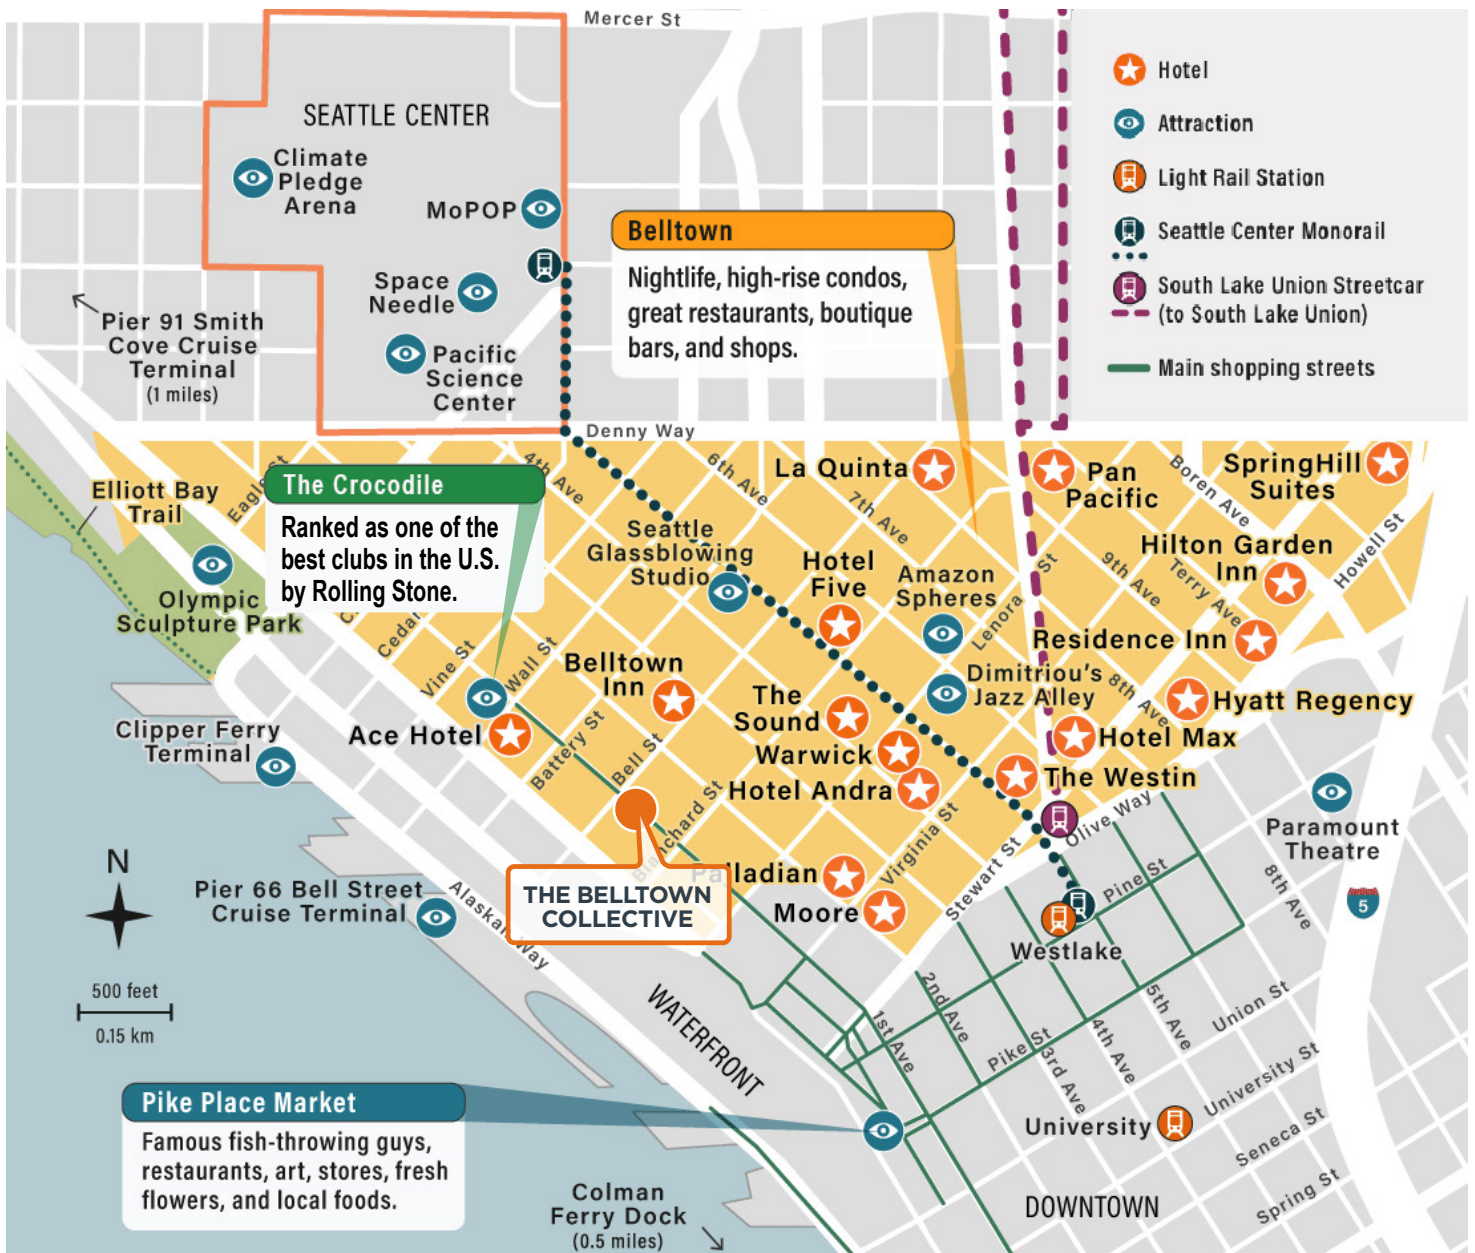 Mercer St
SEATTLE CENTER
Climate
Pledge
Arena
MoPOP
Space
Needle
Pacific
Science
Center
Pier 91 Smith
Cove Cruise
Terminal
(1 miles)
Belltown
Nightlife, high-rise condos,
great restaurants, boutique
bars, and shops.
Hotel
Attraction
Light Rail Station
Seattle Center Monorail
South Lake Union Streetcar
(to South Lake Union)
Main shopping streets
Denny Way
4th Ave
6th Ave
7th Ave
La Quinta
Pan
Pacific
Boren Ave
SpringHill
Suites
Elliott Bay
Trail
The Crocodile
Ranked as one of the
best clubs in the U.S.
by Rolling Stone.
Seattle
Glassblowing
Studio
Hotel
Five
Amazon
Spheres
Lenora St
9th Ave
Terry Ave
Hilton Garden
Inn
Howell St
Olympic
Sculpture Park
Vine St
Wall St
Belltown
Inn
The
Sound
Dimitriou's
Jazz Alley
8th Ave
Residence Inn
Hyatt Regency
Clipper Ferry
Terminal
Ace Hotel
Battery St
Bell St
Warwick
Hotel Andra
Hotel Max
The Westin
Olive Way
Virginia St
Stewart St
Paramount
Theatre
N
Pier 66 Bell Street
Cruise Terminal
Alaskan Way
THE BELLTOWN
COLLECTIVE
Moore
Pine St
8th Ave
5
Westlake
500 feet
0.15 km
WATERFRONT
1st Ave
2nd Ave
3rd Ave
4th Ave
5th Ave
Pike St
Union St
University St
University
Seneca St
Spring St
Pike Place Market
Famous fish-throwing guys,
restaurants, art, stores, fresh
flowers, and local foods.
Colman
Ferry Dock
(0.5 miles)
DOWNTOWN